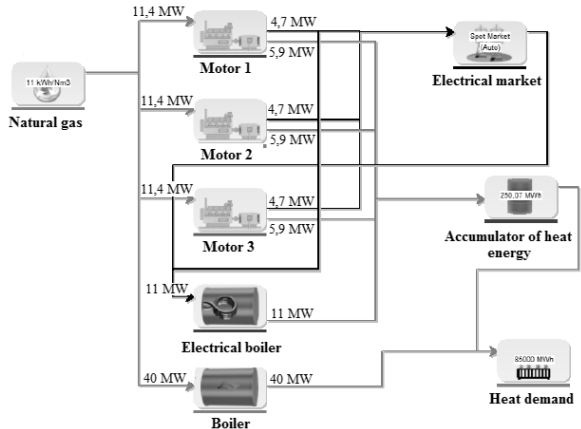 11,4 MW
4,7 MW
Spot Market
(Auto)
11 kWh/Nm3
5,9 MW
Motor 1
Electrical market
Natural gas
11,4 MW
4,7 MW
5,9 MW
Motor 2
11,4 MW
4,7 MW
250,07 MWh
5,9 MW
Motor 3
Accumulator of heat
energy
11 MW
11 MW
Electrical boiler
85000 MWh
40 MW
40 MW
Heat demand
Boiler